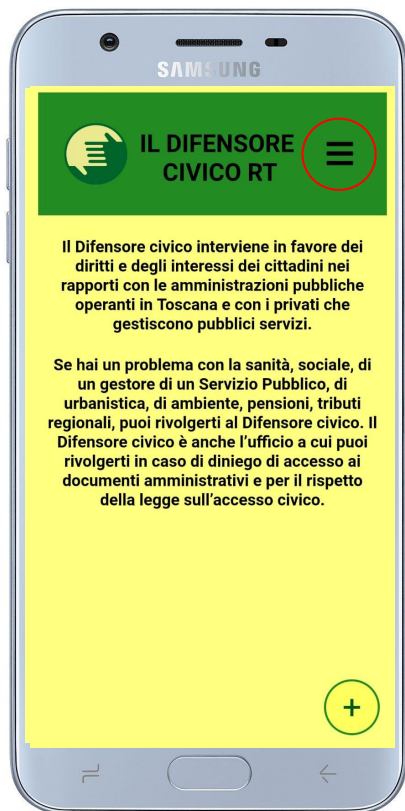 SAMSUNG
IL DIFENSORE
CIVICO RT
Il Difensore civico interviene in favore dei
diritti e degli interessi dei cittadini nei
rapporti con le amministrazioni pubbliche
operanti in Toscana e con i privati che
gestiscono pubblici servizi.
Se hai un problema con la sanità, sociale, di
un gestore di un Servizio Pubblico, di
urbanistica, di ambiente, pensioni, tributi
regionali, puoi rivolgerti al Difensore civico. Il
Difensore civico è anche l’ufficio a cui puoi
rivolgerti in caso di diniego di accesso ai
documenti amministrativi e per il rispetto
della legge sull’accesso civico.
+